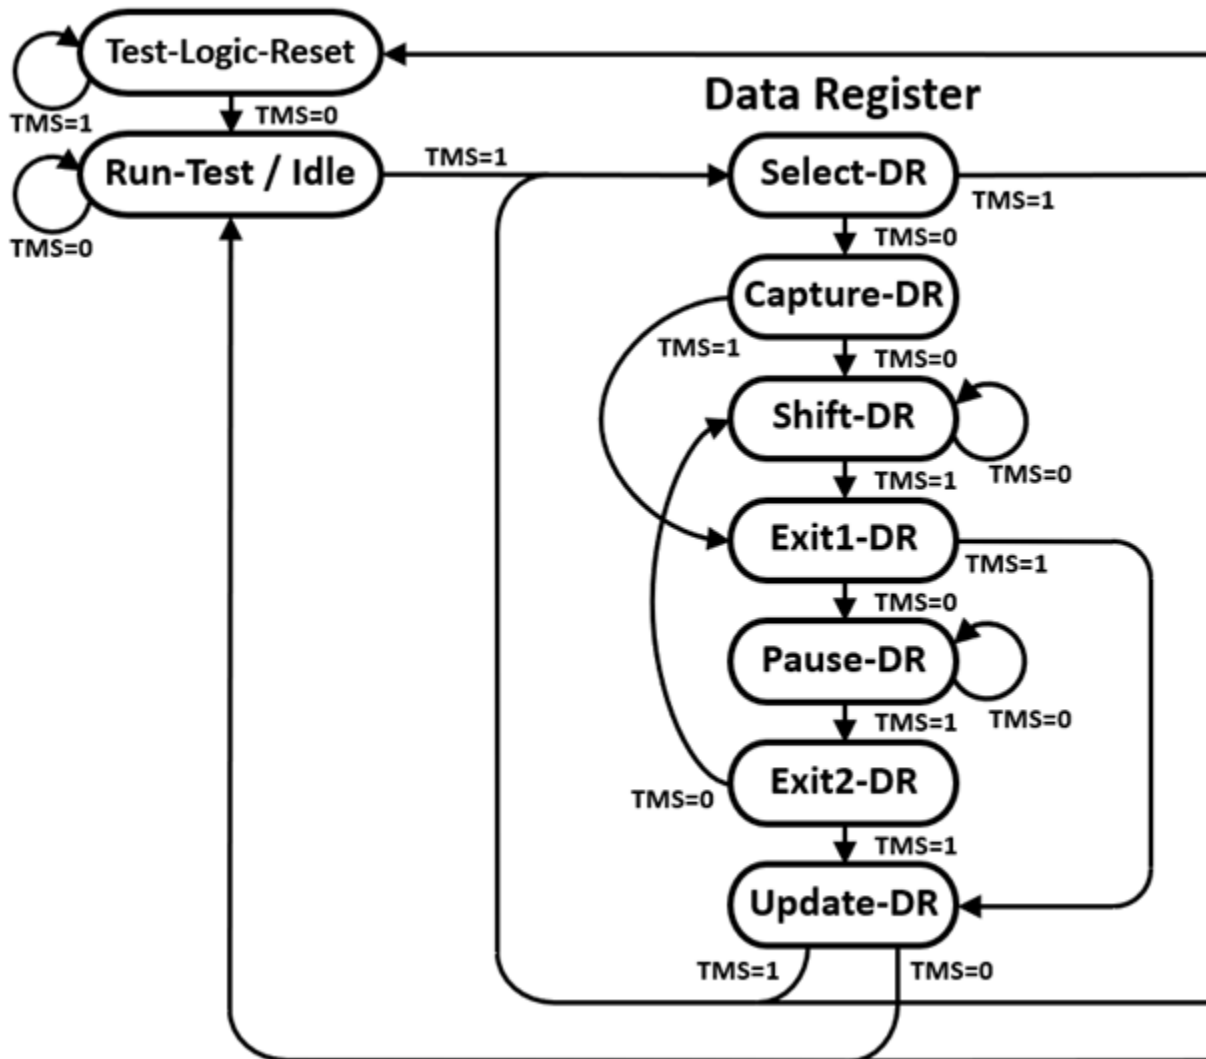 Test-Logic-Reset
TMS=1
TMS=0
Data Register
Run-Test / Idle
TMS=0
TMS=1
Select-DR
TMS=1
TMS=0
Capture-DR
TMS=1
TMS=0
Shift-DR
TMS=0
TMS=1
Exit1-DR
TMS=1
TMS=0
Pause-DR
TMS=0
TMS=1
Exit2-DR
TMS=0
TMS=1
Update-DR
TMS=1
TMS=0